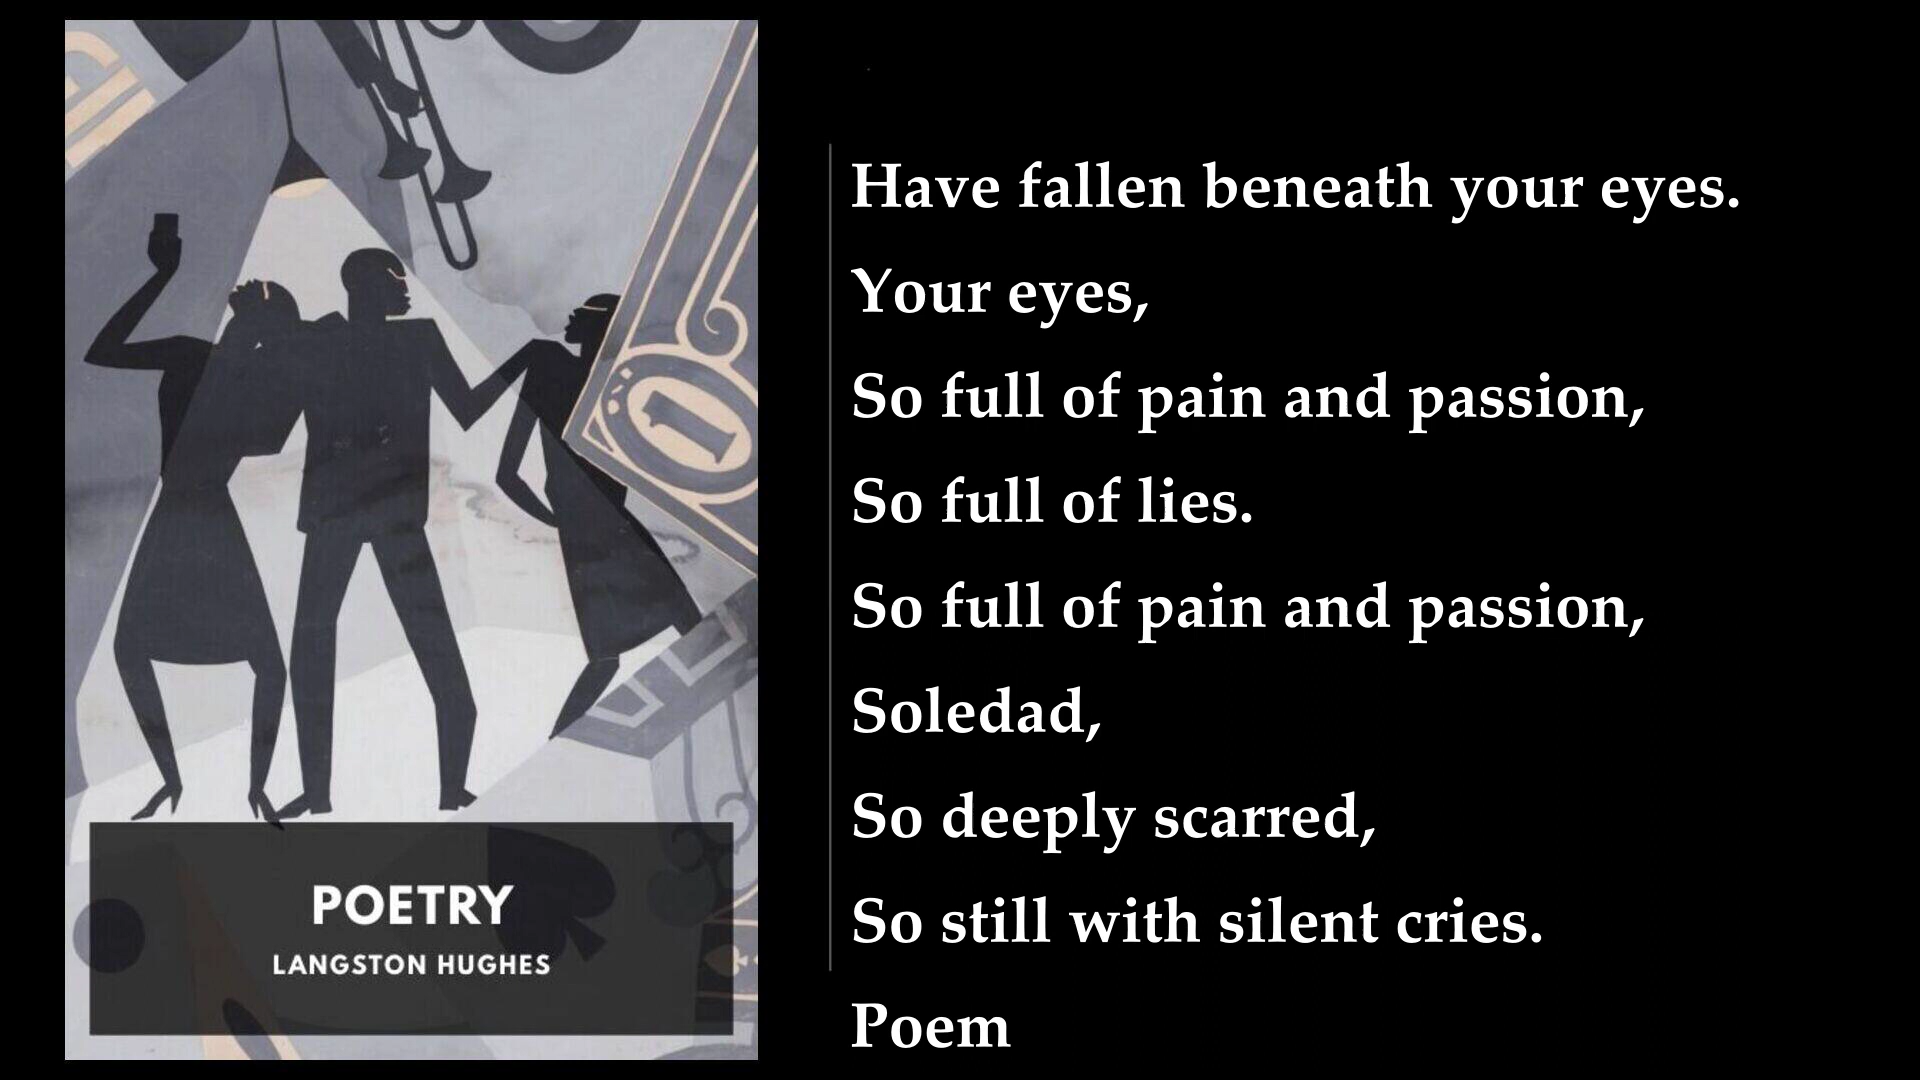 POETRY
LANGSTON HUGHES
Have fallen beneath your eyes.
Your eyes,
So full of pain and passion,
So full of lies.
So full of pain and passion,
Soledad,
So deeply scarred,
So still with silent cries.
Poem